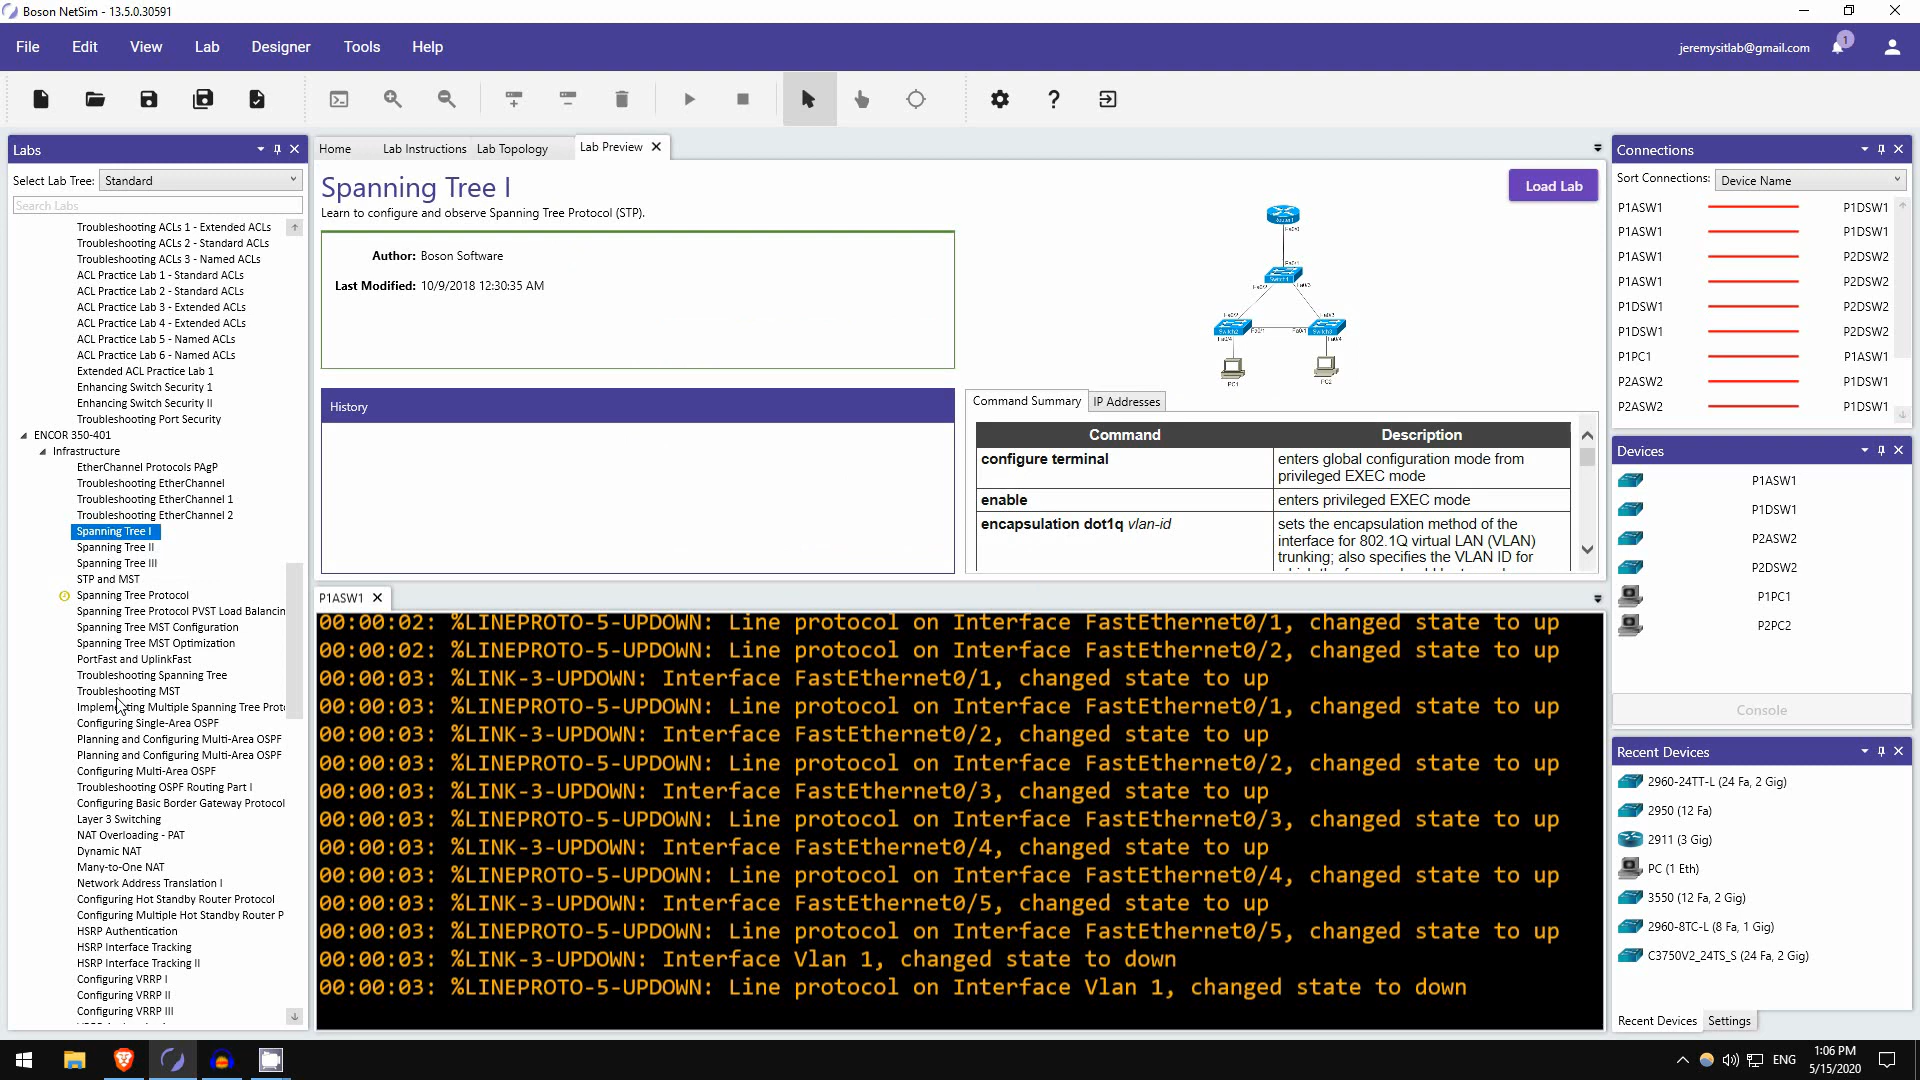 Boson NetSim - 13.5.0.30591
File Edit View Lab Designer Tools Help
jeremysitlab@gmail.com
1
Labs
Select Lab Tree: Standard
Search Labs
Troubleshooting ACLs 1 - Extended ACLs
Troubleshooting ACLs 2 - Standard ACLs
Troubleshooting ACLs 3 - Named ACLs
ACL Practice Lab 1 - Standard ACLs
ACL Practice Lab 2 - Standard ACLs
ACL Practice Lab 3 - Extended ACLs
ACL Practice Lab 4 - Extended ACLs
ACL Practice Lab 5 - Named ACLs
ACL Practice Lab 6 - Named ACLs
Extended ACL Practice Lab 1
Enhancing Switch Security 1
Enhancing Switch Security II
Troubleshooting Port Security
ENCOR 350-401
Infrastructure
EtherChannel Protocols PAgP
Troubleshooting EtherChannel
Troubleshooting EtherChannel 1
Troubleshooting EtherChannel 2
Spanning Tree I
Spanning Tree II
Spanning Tree III
STP and MST
Spanning Tree Protocol
Spanning Tree Protocol PVST Load Balancin
Spanning Tree MST Configuration
Spanning Tree MST Optimization
PortFast and UplinkFast
Troubleshooting Spanning Tree
Troubleshooting MST
Implementing Multiple Spanning Tree Proto
Configuring Single-Area OSPF
Planning and Configuring Multi-Area OSPF
Planning and Configuring Multi-Area OSPF
Configuring Multi-Area OSPF
Troubleshooting OSPF Routing Part I
Configuring Basic Border Gateway Protocol
Layer 3 Switching
NAT Overloading - PAT
Dynamic NAT
Many-to-One NAT
Network Address Translation I
Configuring Hot Standby Router Protocol
Configuring Multiple Hot Standby Router P
HSRP Authentication
HSRP Interface Tracking
HSRP Interface Tracking II
Configuring VRRP I
Configuring VRRP II
Configuring VRRP III
Home Lab Instructions Lab Topology Lab Preview
Spanning Tree I
Load Lab
Learn to configure and observe Spanning Tree Protocol (STP).
Author: Boson Software
Last Modified: 10/9/2018 12:30:35 AM
Router1
Fa0/0
Fa0/1
Switch1
Fa0/2 Fa0/3
Fa0/2
Switch2 Fa0/1 Fa0/1 Switch3
Fa0/4 Fa0/4
PC1 PC2
History
Command Summary IP Addresses
Command Description
configure terminal enters global configuration mode from
privileged EXEC mode
enable enters privileged EXEC mode
encapsulation dot1q vlan-id sets the encapsulation method of the
interface for 802.1Q virtual LAN (VLAN)
trunking; also specifies the VLAN ID for
P1ASW1
00:00:02: %LINEPROTO-5-UPDOWN: Line protocol on Interface FastEthernet0/1, changed state to up
00:00:02: %LINEPROTO-5-UPDOWN: Line protocol on Interface FastEthernet0/2, changed state to up
00:00:03: %LINK-3-UPDOWN: Interface FastEthernet0/1, changed state to up
00:00:03: %LINEPROTO-5-UPDOWN: Line protocol on Interface FastEthernet0/1, changed state to up
00:00:03: %LINK-3-UPDOWN: Interface FastEthernet0/2, changed state to up
00:00:03: %LINEPROTO-5-UPDOWN: Line protocol on Interface FastEthernet0/2, changed state to up
00:00:03: %LINK-3-UPDOWN: Interface FastEthernet0/3, changed state to up
00:00:03: %LINEPROTO-5-UPDOWN: Line protocol on Interface FastEthernet0/3, changed state to up
00:00:03: %LINK-3-UPDOWN: Interface FastEthernet0/4, changed state to up
00:00:03: %LINEPROTO-5-UPDOWN: Line protocol on Interface FastEthernet0/4, changed state to up
00:00:03: %LINK-3-UPDOWN: Interface FastEthernet0/5, changed state to up
00:00:03: %LINEPROTO-5-UPDOWN: Line protocol on Interface FastEthernet0/5, changed state to up
00:00:03: %LINK-3-UPDOWN: Interface Vlan 1, changed state to down
00:00:03: %LINEPROTO-5-UPDOWN: Line protocol on Interface Vlan 1, changed state to down
Connections
Sort Connections: Device Name
P1ASW1 P1DSW1
P1ASW1 P1DSW1
P1ASW1 P2DSW2
P1ASW1 P2DSW2
P1DSW1 P2DSW2
P1DSW1 P2DSW2
P1PC1 P1ASW1
P2ASW2 P1DSW1
P2ASW2 P1DSW1
Devices
P1ASW1
P1DSW1
P2ASW2
P2DSW2
P1PC1
P2PC2
Console
Recent Devices
2960-24TT-L (24 Fa, 2 Gig)
2950 (12 Fa)
2911 (3 Gig)
PC (1 Eth)
3550 (12 Fa, 2 Gig)
2960-8TC-L (8 Fa, 1 Gig)
C3750V2_24TS_S (24 Fa, 2 Gig)
Recent Devices Settings
ENG
1:06 PM
5/15/2020